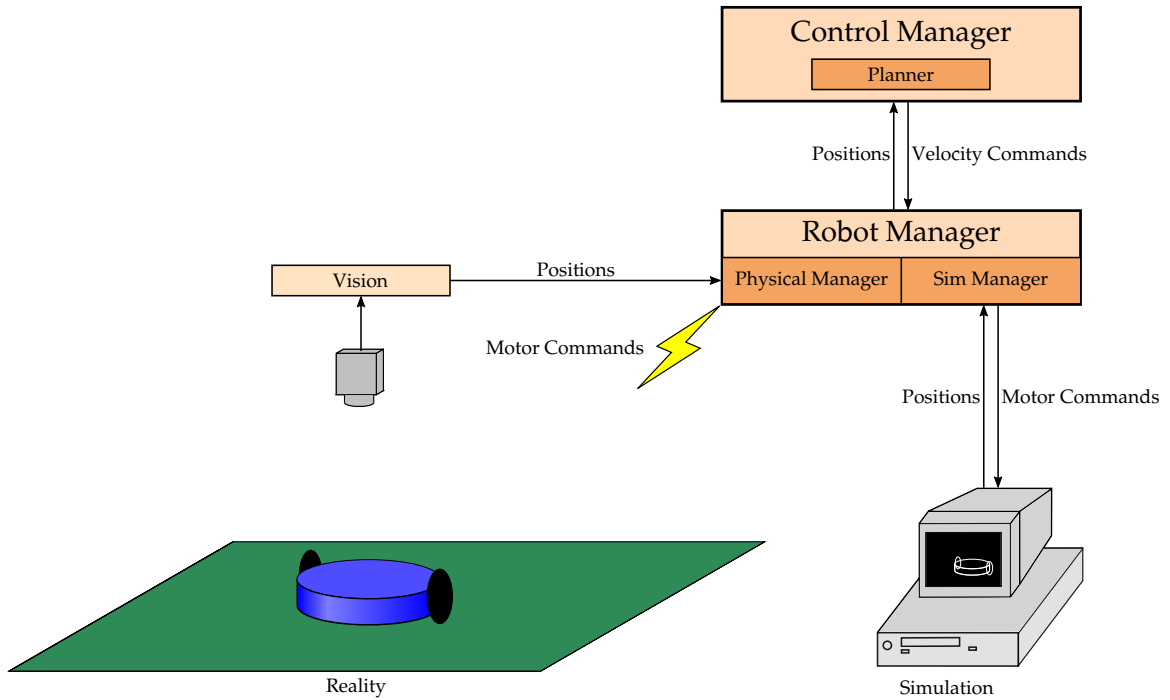 Control Manager
Planner
Positions
Velocity Commands
Robot Manager
Physical Manager
Sim Manager
Vision
Positions
Motor Commands
Positions
Motor Commands
Reality
Simulation